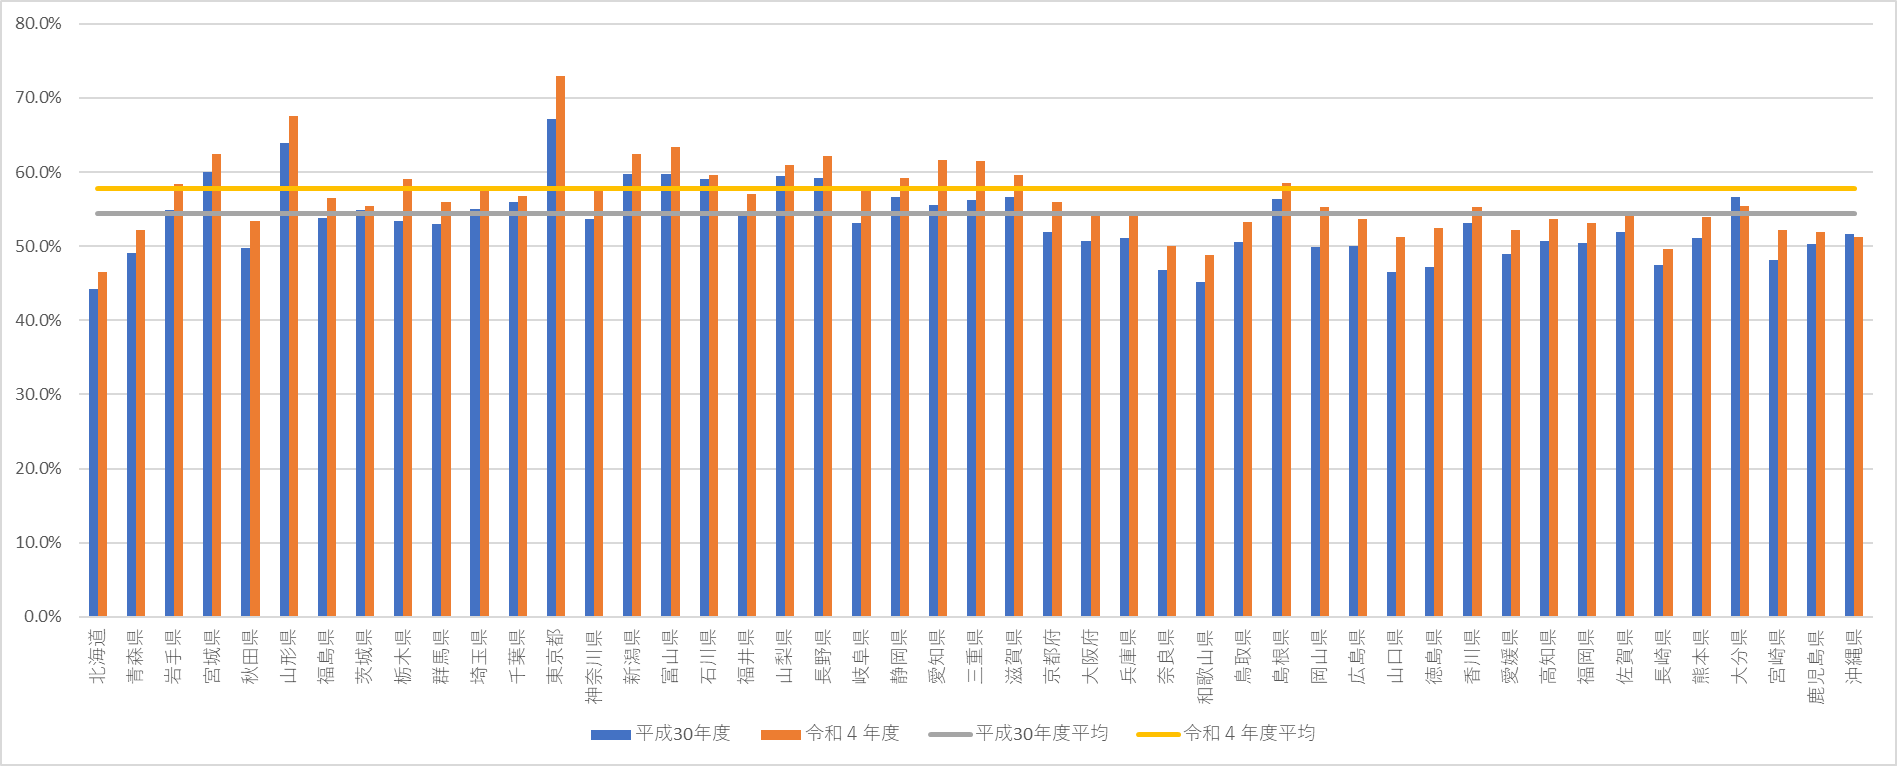 80.0%
70.0%
60.0%
50.0%
40.0%
30.0%
20.0%
10.0%
0.0%
北海道
青森県
岩手県
宮城県
秋田県
山形県
福島県
茨城県
栃木県
群馬県
埼玉県
千葉県
東京都
神奈川県
新潟県
富山県
石川県
福井県
山梨県
長野県
岐阜県
静岡県
愛知県
三重県
滋賀県
京都府
大阪府
兵庫県
奈良県
和歌山県
鳥取県
島根県
岡山県
広島県
山口県
徳島県
香川県
愛媛県
高知県
福岡県
佐賀県
長崎県
熊本県
大分県
宮崎県
鹿児島県
沖縄県
平成30年度 令和４年度 平成30年度平均 令和４年度平均